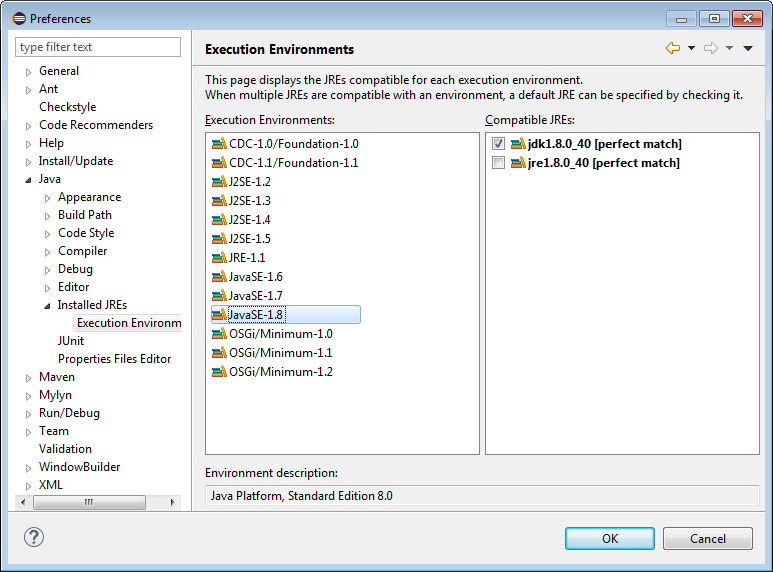 Preferences
type filter text
General
Ant
Checkstyle
Code Recommenders
Help
Install/Update
Java
Appearance
Build Path
Code Style
Compiler
Debug
Editor
Installed JREs
Execution Environm
JUnit
Properties Files Editor
Maven
Mylyn
Run/Debug
Team
Validation
WindowBuilder
XML
Execution Environments
This page displays the JREs compatible for each execution environment.
When multiple JREs are compatible with an environment, a default JRE can be specified by checking it.
Execution Environments:
CDC-1.0/Foundation-1.0
CDC-1.1/Foundation-1.1
J2SE-1.2
J2SE-1.3
J2SE-1.4
J2SE-1.5
JRE-1.1
JavaSE-1.6
JavaSE-1.7
JavaSE-1.8
OSGi/Minimum-1.0
OSGi/Minimum-1.1
OSGi/Minimum-1.2
Compatible JREs:
jdk1.8.0_40 [perfect match]
jre1.8.0_40 [perfect match]
Environment description:
Java Platform, Standard Edition 8.0
?
OK
Cancel